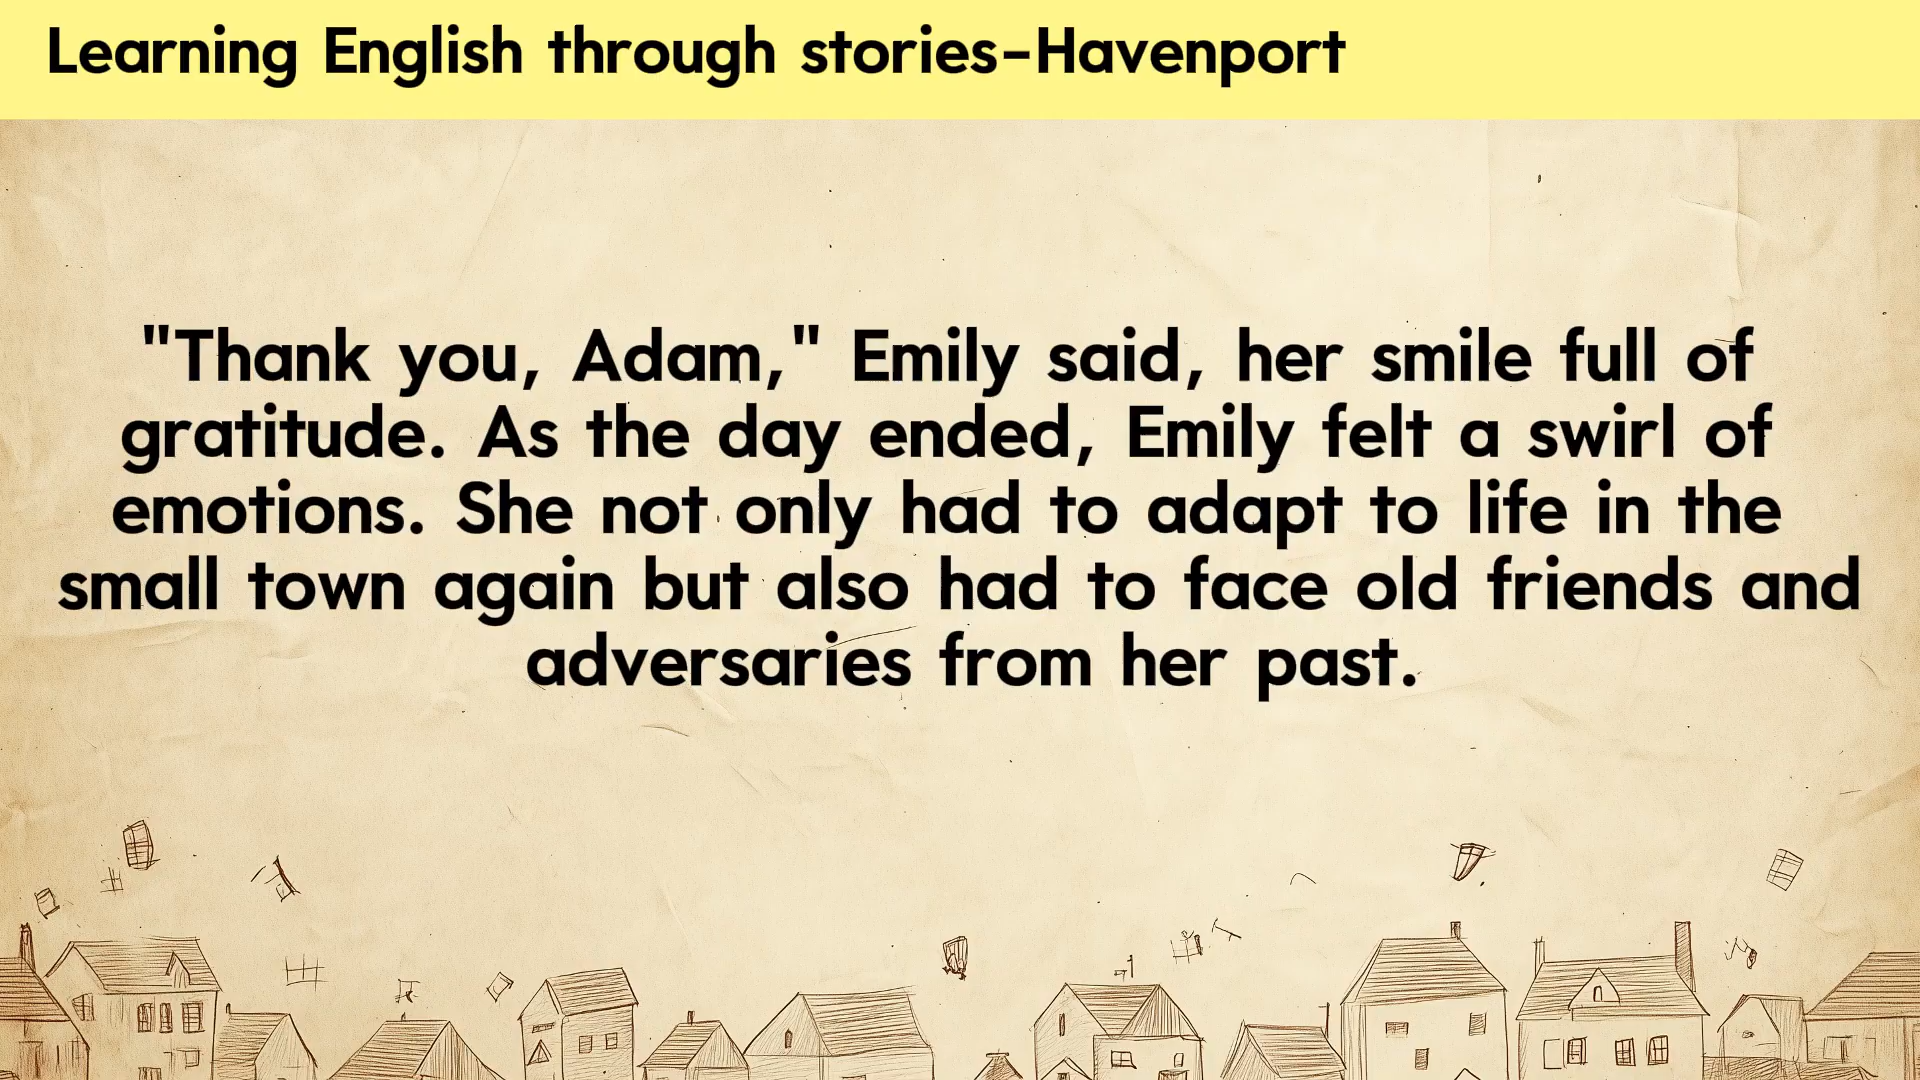 Learning English through stories-Havenport
"Thank you, Adam," Emily said, her smile full of
gratitude. As the day ended, Emily felt a swirl of
emotions. She not only had to adapt to life in the
small town again but also had to face old friends and
adversaries from her past.